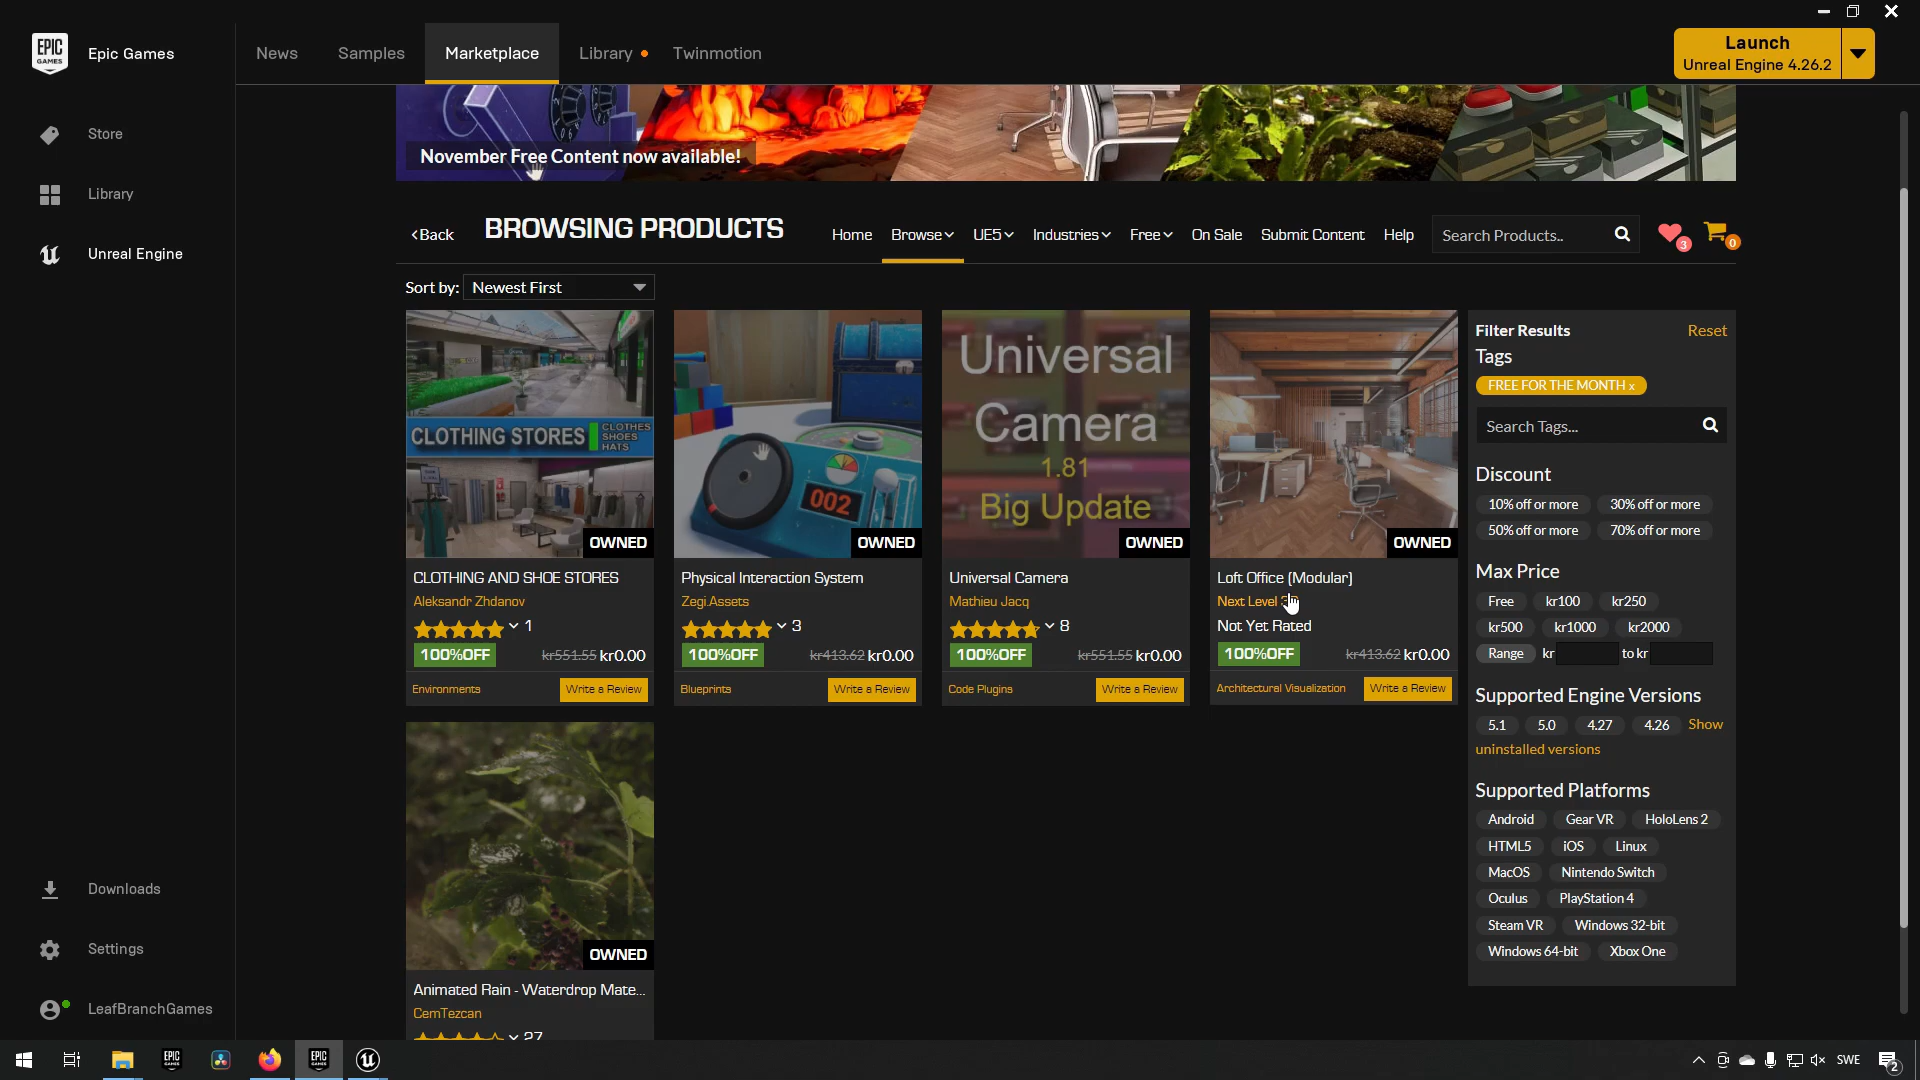 EPIC GAMES
Epic Games
News
Samples
Marketplace
Library
Twinmotion
Launch
Unreal Engine 4.26.2
Store
Library
Unreal Engine
Downloads
Settings
LeafBranchGames
November Free Content now available!
<Back
BROWSING PRODUCTS
Home
Browse
UE5
Industries
Free
On Sale
Submit Content
Help
Search Products..
3
0
Sort by:
Newest First
CLOTHING STORES
CLOTHES
SHOES
HATS
OWNED
CLOTHING AND SHOE STORES
Aleksandr Zhdanov
1
100%OFF
kr551.55 kr0.00
Environments
Write a Review
002
OWNED
Physical Interaction System
Zegi.Assets
3
100%OFF
kr413.62 kr0.00
Blueprints
Write a Review
Universal
Camera
1.81
Big Update
OWNED
Universal Camera
Mathieu Jacq
8
100%OFF
kr551.55 kr0.00
Code Plugins
Write a Review
OWNED
Loft Office (Modular)
Next Level
Not Yet Rated
100%OFF
kr413.62 kr0.00
Architectural Visualization
Write a Review
OWNED
Animated Rain - Waterdrop Mate...
CemTezcan
27
Filter Results
Reset
Tags
FREE FOR THE MONTH x
Search Tags...
Discount
10% off or more
30% off or more
50% off or more
70% off or more
Max Price
Free
kr100
kr250
kr500
kr1000
kr2000
Range
kr
to kr
Supported Engine Versions
5.1
5.0
4.27
4.26
Show
uninstalled versions
Supported Platforms
Android
Gear VR
HoloLens 2
HTML5
iOS
Linux
MacOS
Nintendo Switch
Oculus
PlayStation 4
Steam VR
Windows 32-bit
Windows 64-bit
Xbox One
EPIC GAMES
EPIC GAMES
SWE
2